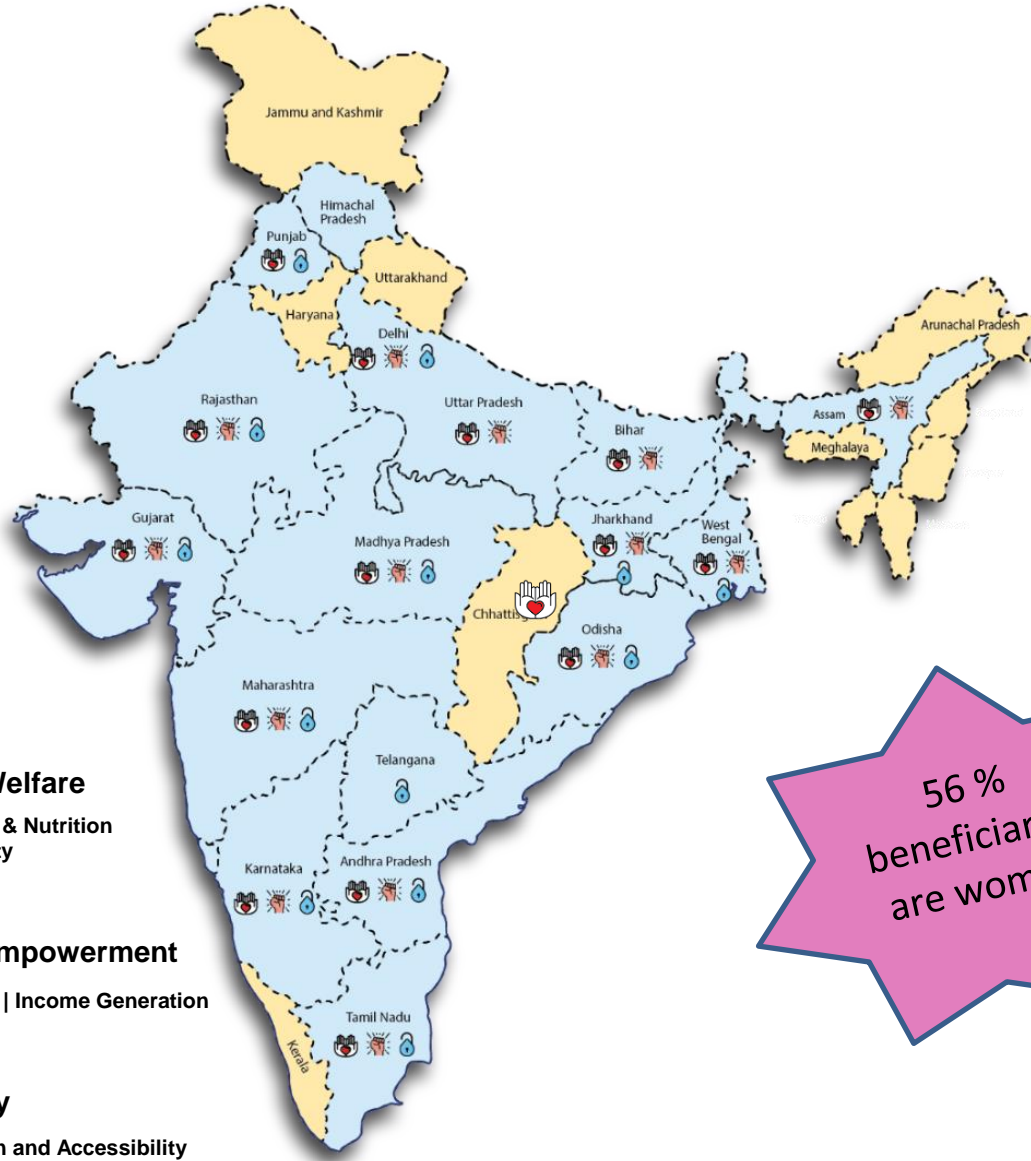 Jammu and Kashmir
Himachal
Pradesh
Punjab
Uttarakhand
Haryana
Delhi
Arunachal Pradesh
Rajasthan
Uttar Pradesh
Assam
Bihar
Meghalaya
Gujarat
Jharkhand
Madhya Pradesh
West
Bengal
Odisha
Maharashtra
Telangana
Andhra Pradesh
Karnataka
Tamil Nadu
Kerala
Welfare
& Nutrition
mpowerment
| Income Generation
and Accessibility
56 %
are